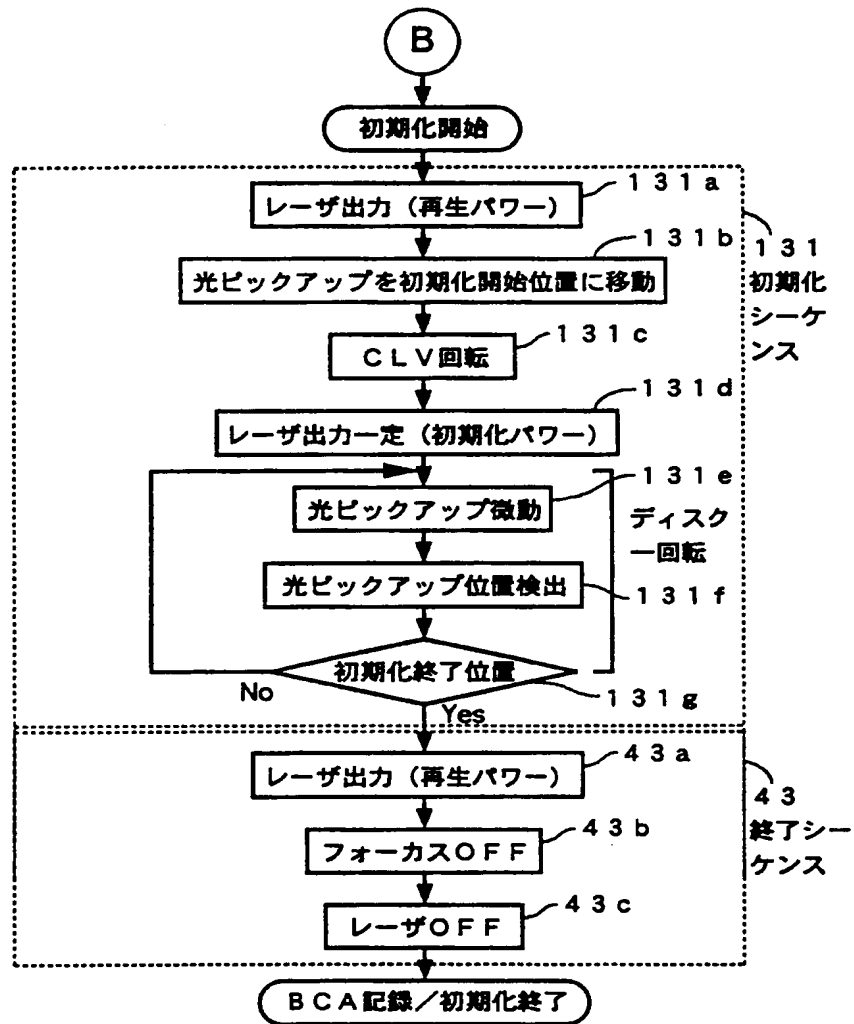 B
初期化開始
131a
レーザ出力（再生パワー）
131b
光ピックアップを初期化開始位置に移動
131
初期化
シーケ
ンス
131c
ＣＬＶ回転
131d
レーザ出力一定（初期化パワー）
131e
光ピックアップ微動
ディスク
一回転
光ピックアップ位置検出
131f
初期化終了位置
No
131g
Yes
43a
レーザ出力（再生パワー）
43
終了シー
ケンス
43b
フォーカスＯＦＦ
43c
レーザＯＦＦ
ＢＣＡ記録／初期化終了